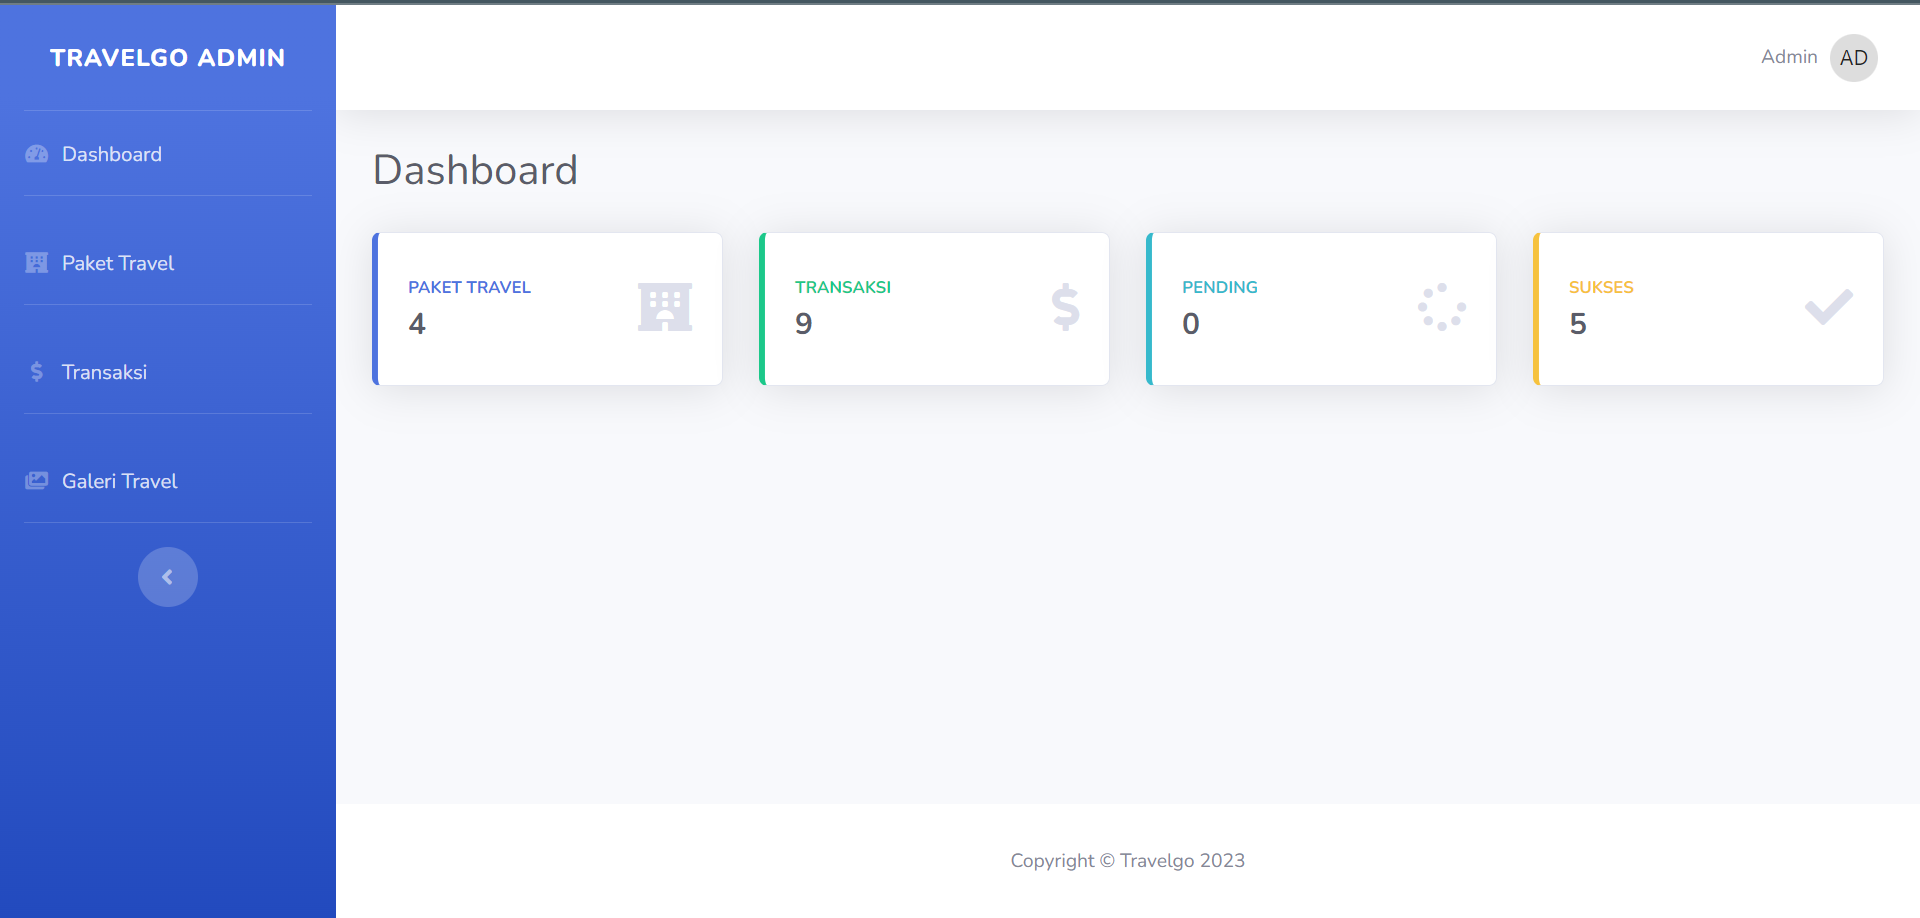 TRAVELGO ADMIN
Admin
AD
Dashboard
Paket Travel
Transaksi
Galeri Travel
Dashboard
PAKET TRAVEL
4
TRANSAKSI
9
PENDING
0
SUKSES
5
Copyright © Travelgo 2023